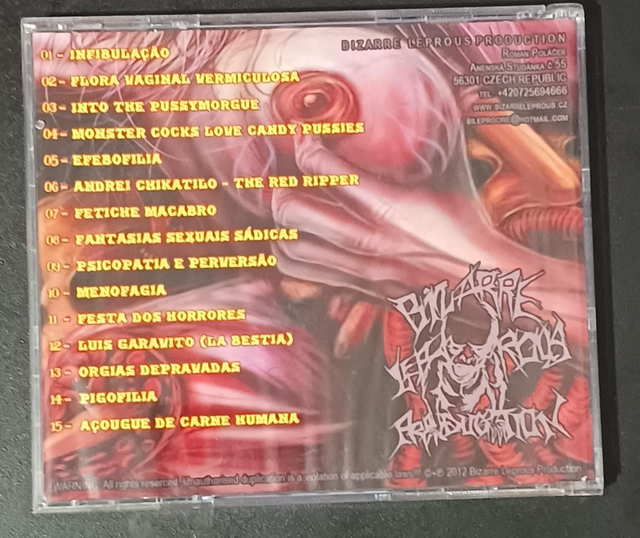 01 - INFIBULAÇÃO
02 - FLORA VAGINAL VERMICULOSA
03 - INTO THE PUSSYMORGUE
04 - MONSTER COCKS LOVE CANDY PUSSIES
05 - EFEBOFILIA
06 - ANDREI CHIKATILO - THE RED RIPPER
07 - FETICHE MACABRO
08 - FANTASIAS SEXUAIS SÁDICAS
09 - PSICOPATIA E PERVERSÃO
10 - MENOFAGIA
11 - FESTA DOS HORRORES
12 - LUIS GARAVITO (LA BESTIA)
13 - ORGIAS DEPRAVADAS
14 - PIGOFILIA
15 - AÇOUGUE DE CARNE HUMANA
BIZARRE LEPROUS PRODUCTION
ROMAN POLÁČEK
ANENSKÁ STUDÁNKA Č.55
56301 CZECH REPUBLIC
TEL. +420725694666
WWW.BIZARRELEPROUS.CZ
BILEPRGORE@HOTMAIL.COM
BIZARRE
LEPROUS
PRODUCTION
WARNING: All rights reserved. Unauthorised duplication is a violation of applicable laws!!! ©+℗ 2012 Bizarre Leprous Production